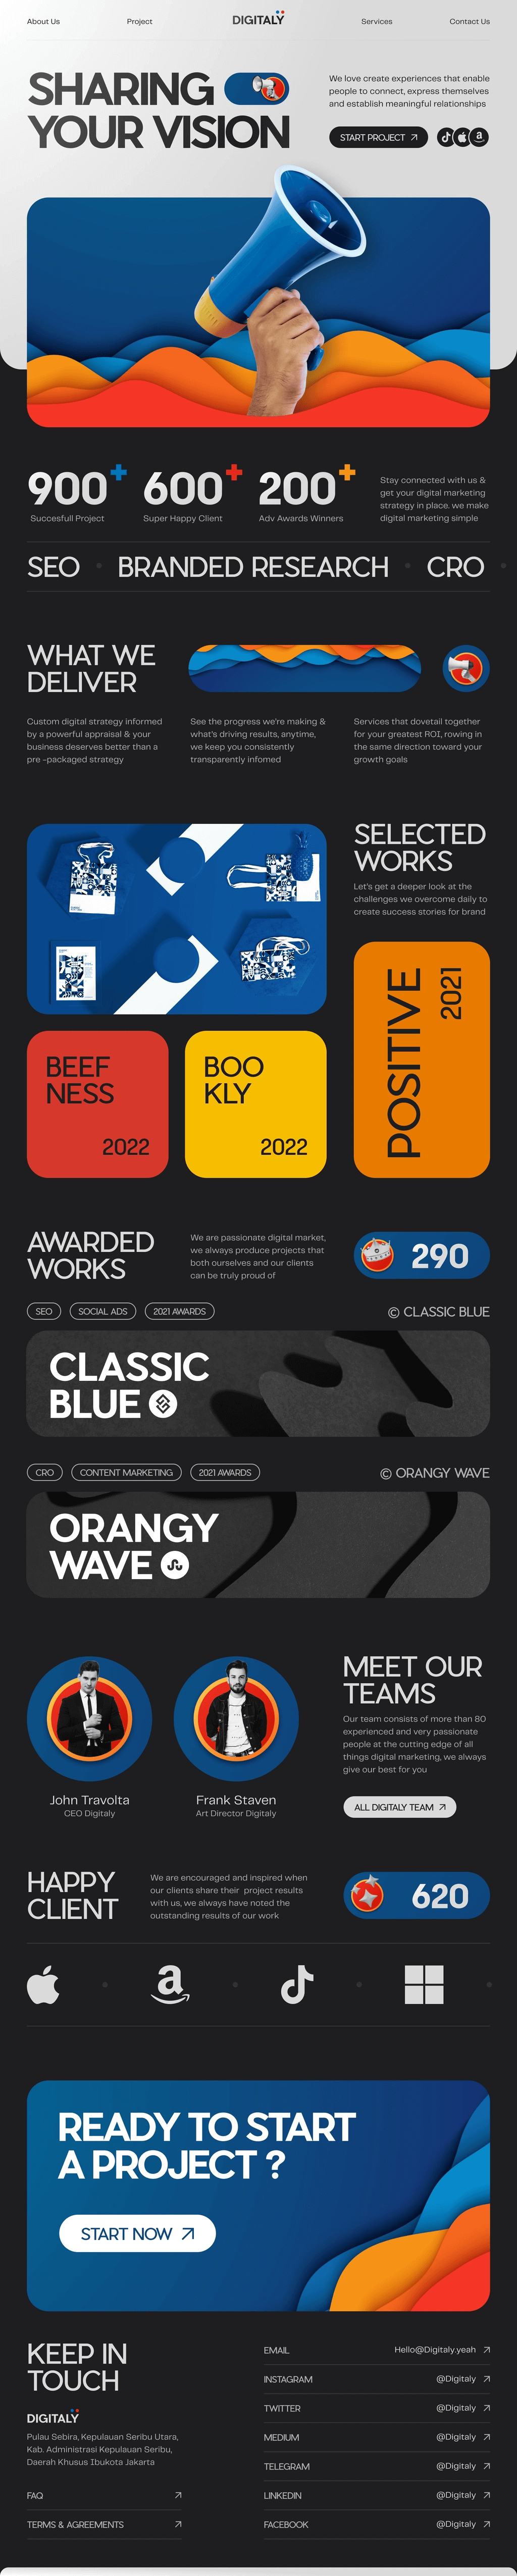 About Us
Project
DIGITALY
Services
Contact Us
SHARING
YOUR VISION
We love create experiences that enable
people to connect, express themselves
and establish meaningful relationships
START PROJECT
900+
Succesfull Project
600+
Super Happy Client
200+
Adv Awards Winners
Stay connected with us &
get your digital marketing
strategy in place. we make
digital marketing simple
SEO
BRANDED RESEARCH
CRO
WHAT WE
DELIVER
Custom digital strategy informed
by a powerful appraisal & your
business deserves better than a
pre -packaged strategy
See the progress we're making &
what's driving results, anytime,
we keep you consistently
transparently infomed
Services that dovetail together
for your greatest ROI, rowing in
the same direction toward your
growth goals
SELECTED
WORKS
Let's get a deeper look at the
challenges we overcome daily to
create success stories for brand
POSITIVE
2021
BEEF
NESS
2022
BOO
KLY
2022
AWARDED
WORKS
We are passionate digital market,
we always produce projects that
both ourselves and our clients
can be truly proud of
290
SEO
SOCIAL ADS
2021 AWARDS
© CLASSIC BLUE
CLASSIC
BLUE
CRO
CONTENT MARKETING
2021 AWARDS
© ORANGY WAVE
ORANGY
WAVE
John Travolta
CEO Digitaly
Frank Staven
Art Director Digitaly
MEET OUR
TEAMS
Our team consists of more than 80
experienced and very passionate
people at the cutting edge of all
things digital marketing, we always
give our best for you
ALL DIGITALY TEAM
HAPPY
CLIENT
We are encouraged and inspired when
our clients share their project results
with us, we always have noted the
outstanding results of our work
620
READY TO START
A PROJECT ?
START NOW
KEEP IN
TOUCH
DIGITALY
Pulau Sebira, Kepulauan Seribu Utara,
Kab. Administrasi Kepulauan Seribu,
Daerah Khusus Ibukota Jakarta
FAQ
TERMS & AGREEMENTS
EMAIL
Hello@Digitaly.yeah
INSTAGRAM
@Digitaly
TWITTER
@Digitaly
MEDIUM
@Digitaly
TELEGRAM
@Digitaly
LINKEDIN
@Digitaly
FACEBOOK
@Digitaly